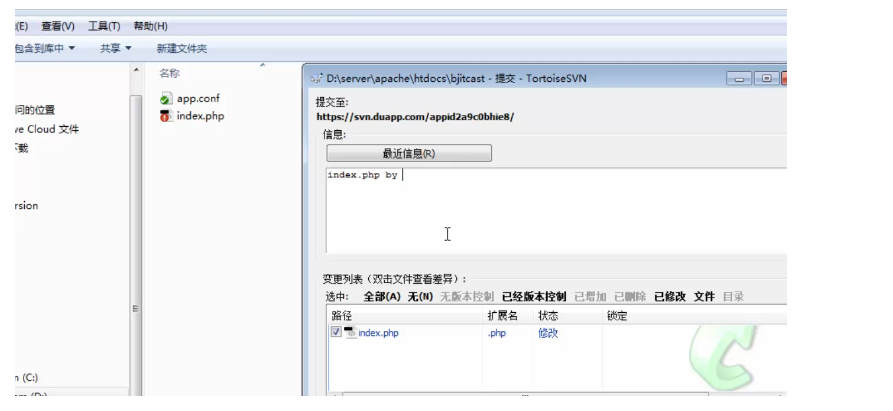 (E) 查看(V) 工具(T) 帮助(H)
包含到库中 共享 新建文件夹
名称
app.conf
index.php
问的位置
ve Cloud 文件
下载
rsion
n (C:)
D:\server\apache\htdocs\bjitcast - 提交 - TortoiseSVN
提交至:
https://svn.duapp.com/appid2a9c0bhie8/
信息:
最近信息(R)
index.php by
变更列表（双击文件查看差异）:
选中: 全部(A) 无(N) 无版本控制 已经版本控制 已增加 已删除 已修改 文件 目录
路径 扩展名 状态 锁定
index.php .php 修改